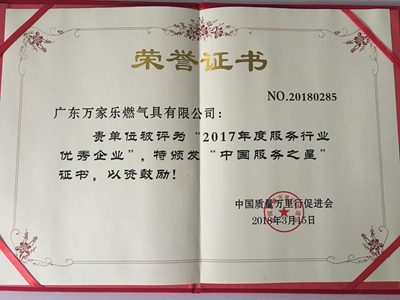 荣誉证书
NO.20180285
广东万家乐燃气具有限公司：
贵单位被评为“2017年度服务行业
优秀企业”，特颁发“中国服务之星”
证书，以资鼓励！
中国质量万里行促进会
2018年3月15日